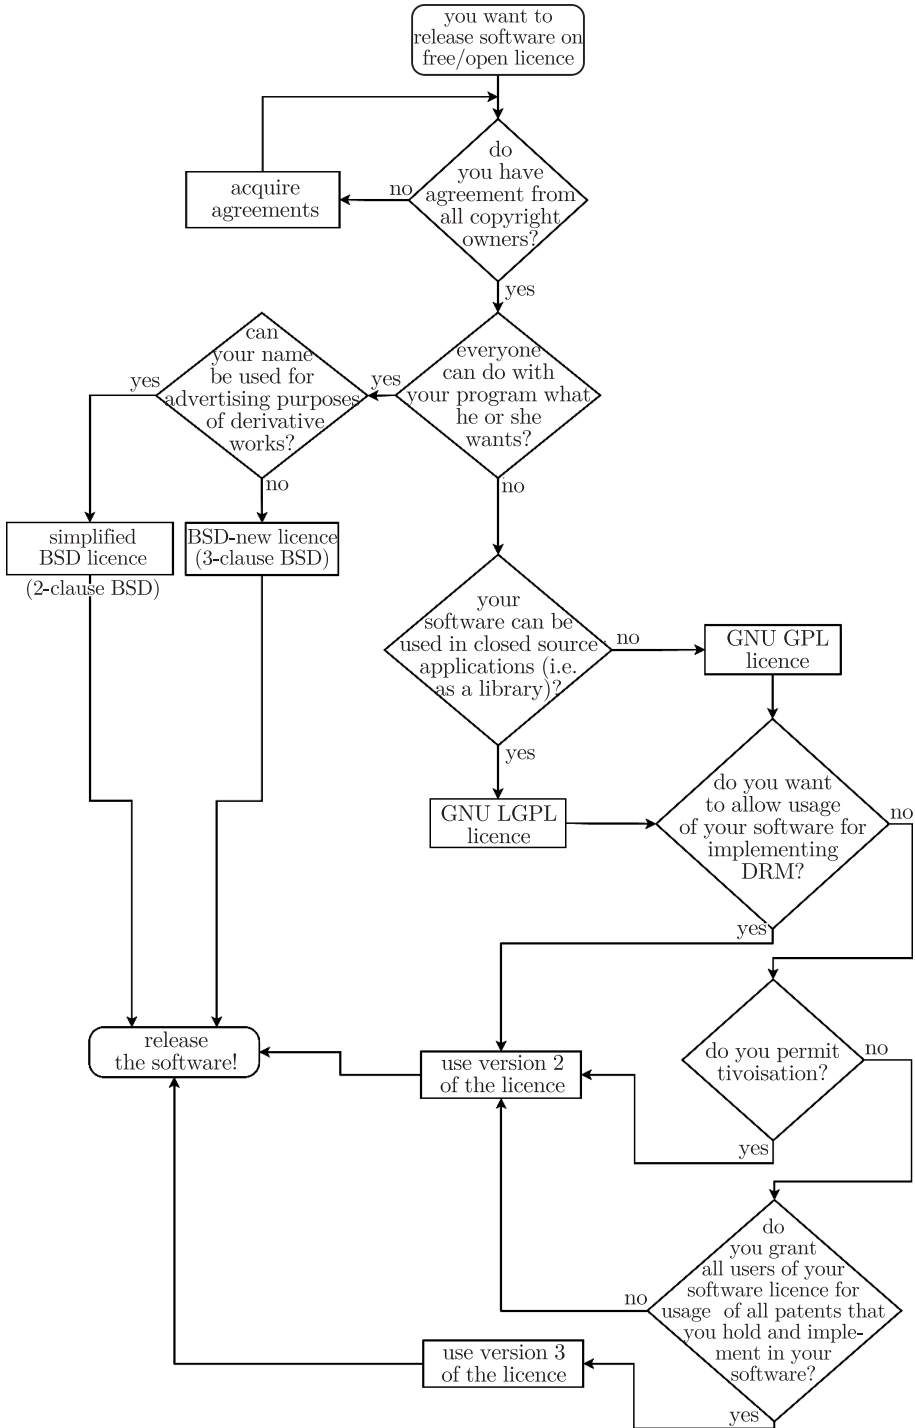 you want to
release software on
free/open licence
do
you have
agreement from
all copyright
owners?
no
acquire
agreements
yes
everyone
can do with
your program what
he or she
wants?
yes
can
your name
be used for
advertising purposes
of derivative
works?
yes
no
no
simplified
BSD licence
(2-clause BSD)
BSD-new licence
(3-clause BSD)
your
software can be
used in closed source
applications (i.e.
as a library)?
no
GNU GPL
licence
yes
GNU LGPL
licence
do you want
to allow usage
of your software for
implementing
DRM?
no
yes
release
the software!
use version 2
of the licence
do you permit
tivoisation?
no
yes
do
you grant
all users of your
software licence for
usage of all patents that
you hold and imple-
ment in your
software?
no
use version 3
of the licence
yes